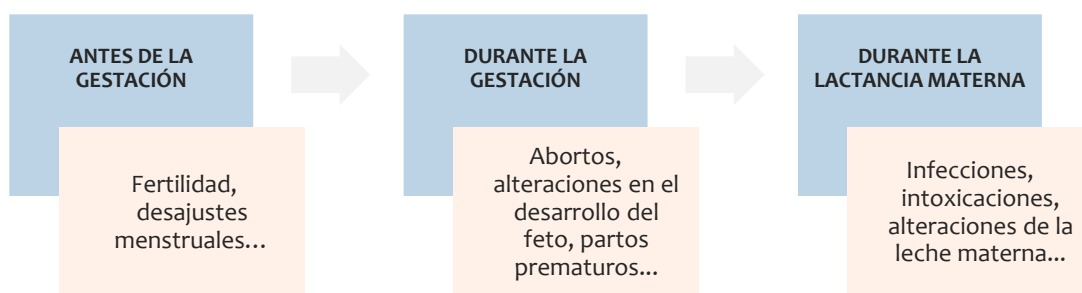 ANTES DE LA
GESTACIÓN
Fertilidad,
desajustes
menstruales...
DURANTE LA
GESTACIÓN
Abortos,
alteraciones en el
desarrollo del
feto, partos
prematuros...
DURANTE LA
LACTANCIA MATERNA
Infecciones,
intoxicaciones,
alteraciones de la
leche materna...